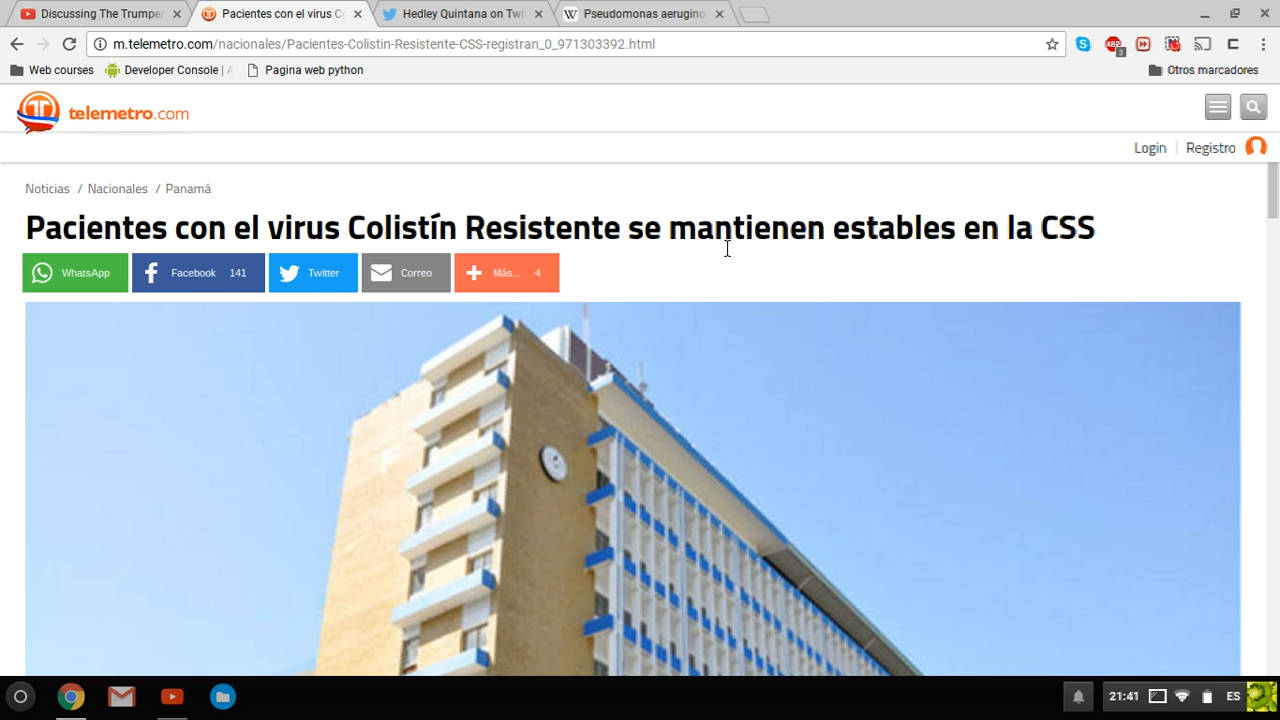 Discussing The Trumper
Pacientes con el virus Co
Hedley Quintana on Twi
Pseudomonas aerugino
m.telemetro.com/nacionales/Pacientes-Colistin-Resistente-CSS-registran_0_971303392.html
ABP
3
Web courses
Developer Console | A
Pagina web python
Otros marcadores
telemetro.com
Login | Registro
Noticias / Nacionales / Panamá
Pacientes con el virus Colistín Resistente se mantienen estables en la CSS
WhatsApp
Facebook 141
Twitter
Correo
Más... 4
21:41
ES